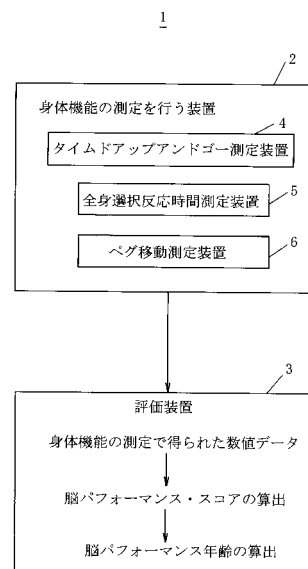 1
2
身体機能の測定を行う装置
4
タイムドアップアンドゴー測定装置
5
全身選択反応時間測定装置
6
ペグ移動測定装置
3
評価装置
身体機能の測定で得られた数値データ
脳パフォーマンス・スコアの算出
脳パフォーマンス年齢の算出